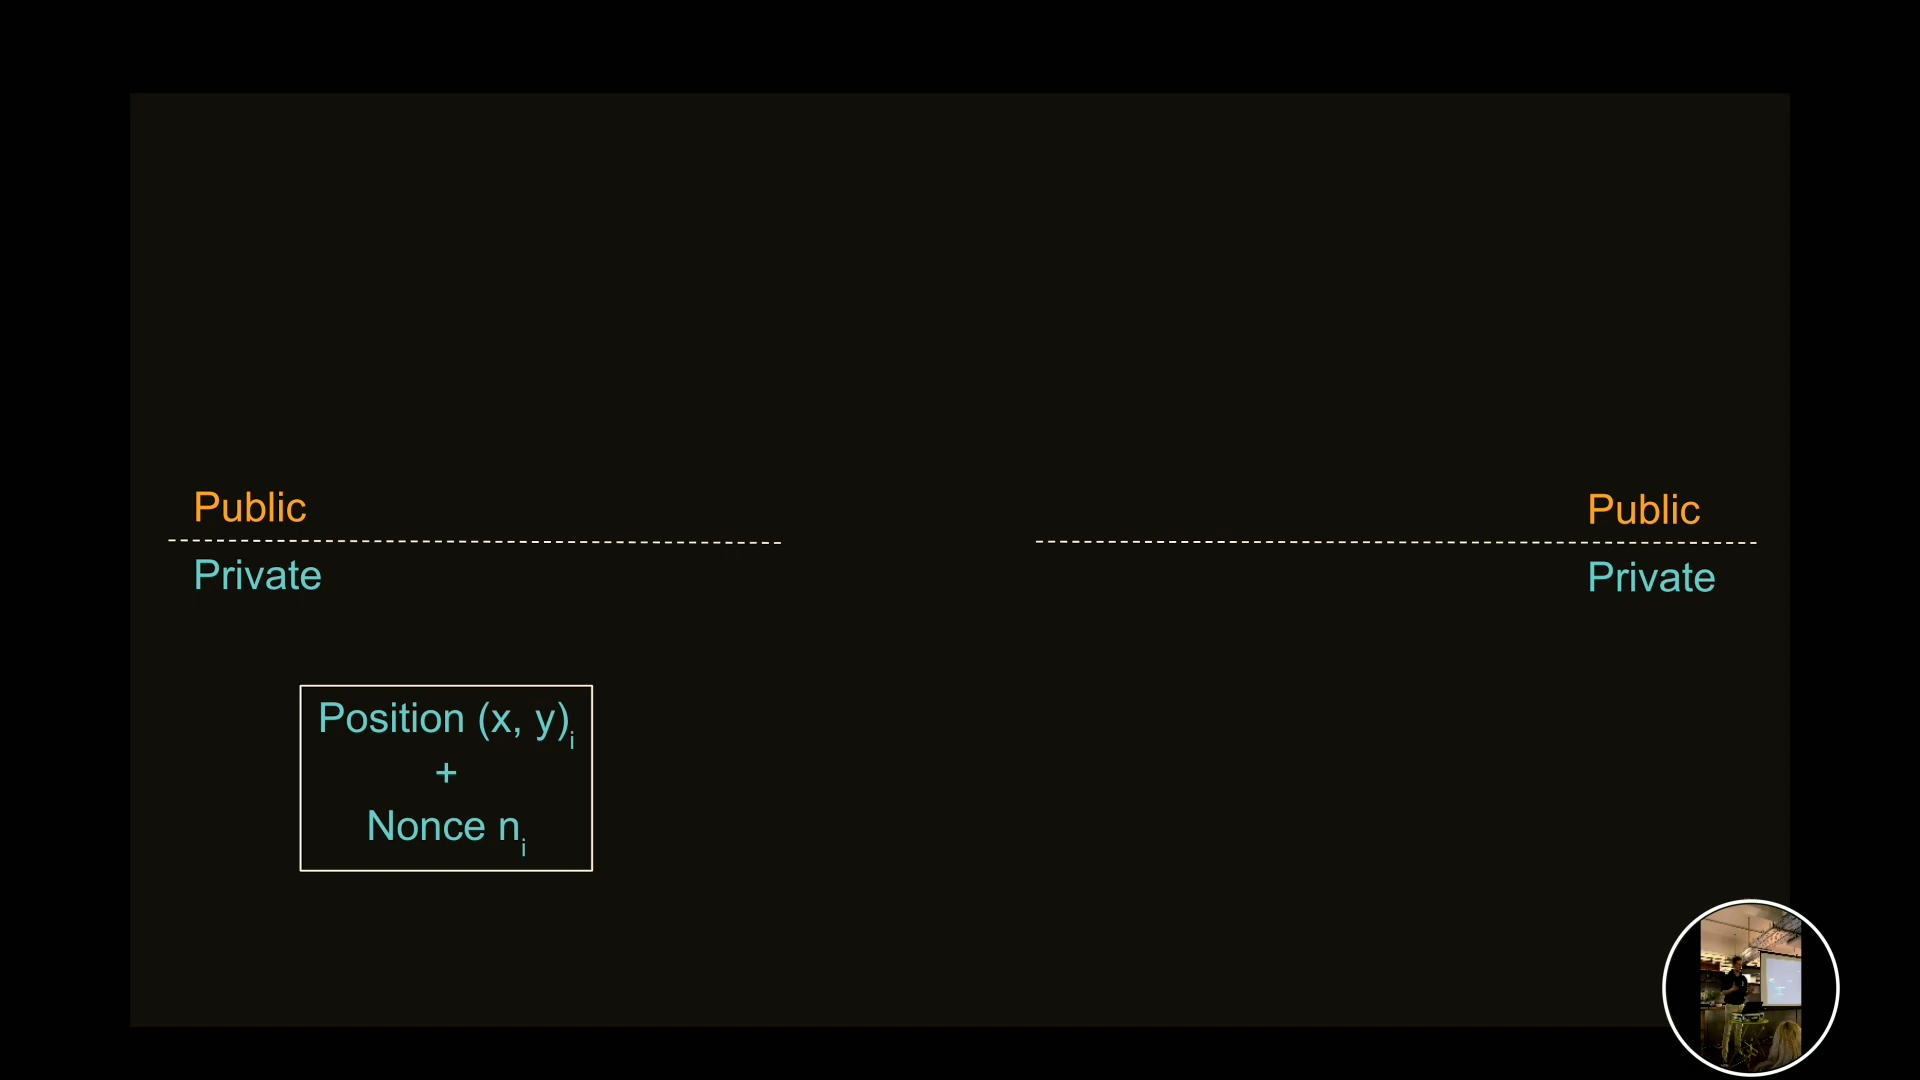 Public
Public
Private
Private
Position (x, y)i
+
Nonce ni